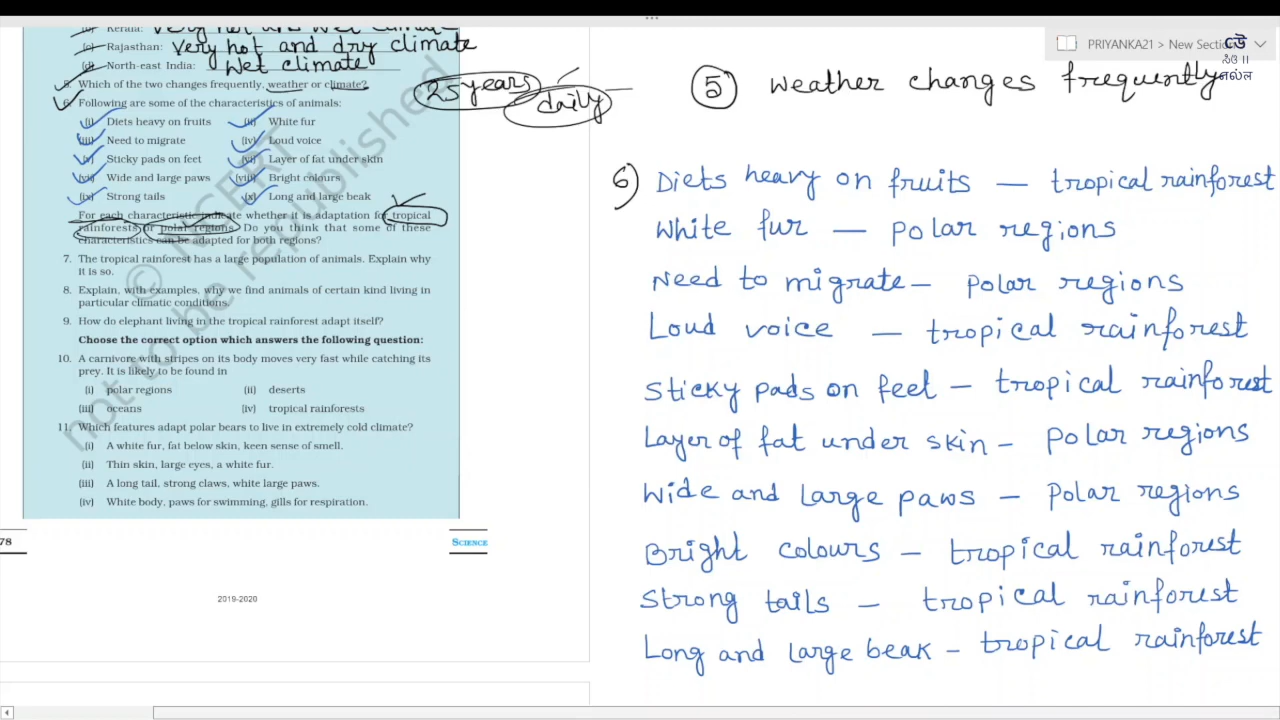 (b) Kerala: very hot and wet climate
(c) Rajasthan: very hot and dry climate
(d) North-east India: wet climate
5. Which of the two changes frequently, weather or climate?
25 years
daily
6. Following are some of the characteristics of animals:
(i) Diets heavy on fruits (ii) White fur
(iii) Need to migrate (iv) Loud voice
(v) Sticky pads on feet (vi) Layer of fat under skin
(vii) Wide and large paws (viii) Bright colours
(ix) Strong tails (x) Long and large beak
For each characteristic indicate whether it is adaptation for tropical
rainforests or polar regions. Do you think that some of these
characteristics can be adapted for both regions?
7. The tropical rainforest has a large population of animals. Explain why
it is so.
8. Explain, with examples, why we find animals of certain kind living in
particular climatic conditions.
9. How do elephant living in the tropical rainforest adapt itself?
Choose the correct option which answers the following question:
10. A carnivore with stripes on its body moves very fast while catching its
prey. It is likely to be found in
(i) polar regions (ii) deserts
(iii) oceans (iv) tropical rainforests
11. Which features adapt polar bears to live in extremely cold climate?
(i) A white fur, fat below skin, keen sense of smell.
(ii) Thin skin, large eyes, a white fur.
(iii) A long tail, strong claws, white large paws.
(iv) White body, paws for swimming, gills for respiration.
78 SCIENCE
2019-2020
© NCERT
not to be republished
PRIYANKA21 > New Section
5 Weather changes frequently
6) Diets heavy on fruits — tropical rainforest
White fur — polar regions
Need to migrate — polar regions
Loud voice — tropical rainforest
Sticky pads on feet — tropical rainforest
Layer of fat under skin — polar regions
Wide and large paws — polar regions
Bright colours — tropical rainforest
Strong tails — tropical rainforest
Long and large beak — tropical rainforest